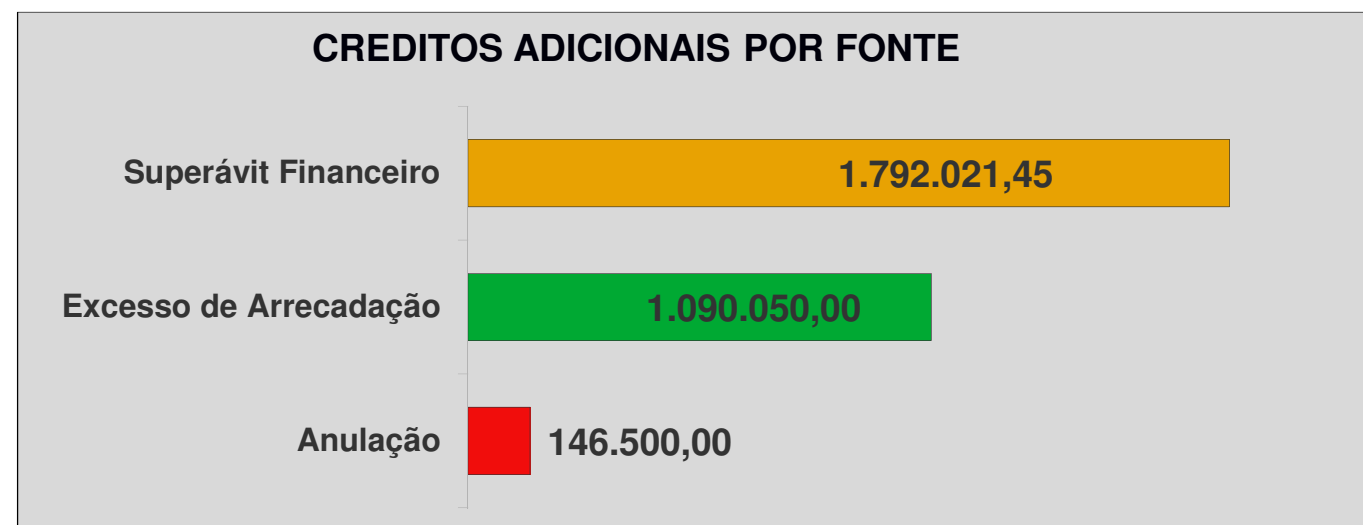 CREDITOS ADICIONAIS POR FONTE
Superávit Financeiro 1.792.021,45
Excesso de Arrecadação 1.090.050,00
Anulação 146.500,00